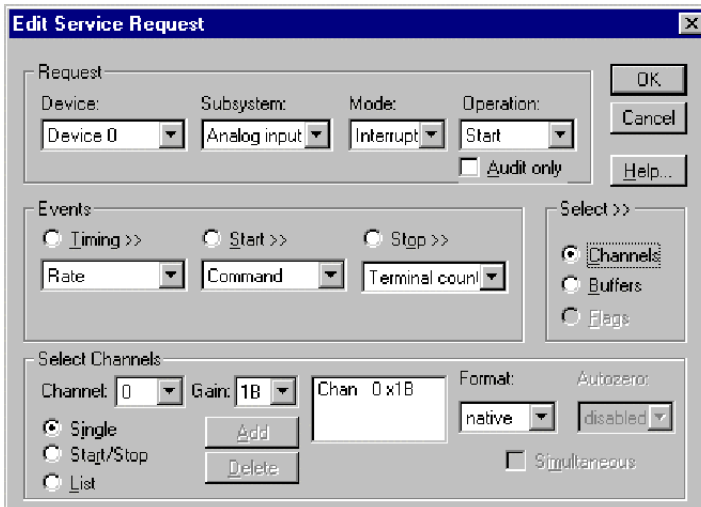 Edit Service Request
Request
OK
Device: Subsystem: Mode: Operation:
Device 0 Analog input Interrupt Start
Cancel
Audit only
Help...
Events
Select >>
Timing >> Start >> Stop >>
Channels
Rate Command Terminal count
Buffers
Flags
Select Channels
Channel: 0 Gain: 1B Chan 0 x1B Format: Autozero:
native disabled
Single Add
Start/Stop Delete Simultaneous
List